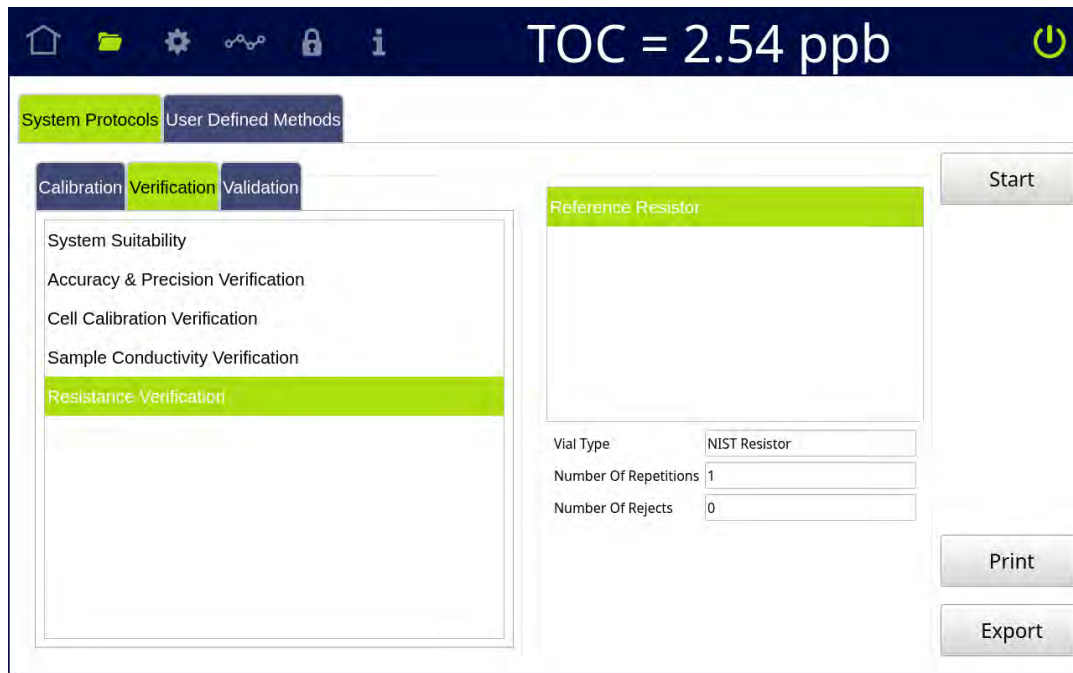 TOC = 2.54 ppb
System Protocols User Defined Methods
Calibration Verification Validation
System Suitability
Accuracy & Precision Verification
Cell Calibration Verification
Sample Conductivity Verification
Resistance Verification
Reference Resistor
Vial Type NIST Resistor
Number Of Repetitions 1
Number Of Rejects 0
Start
Print
Export